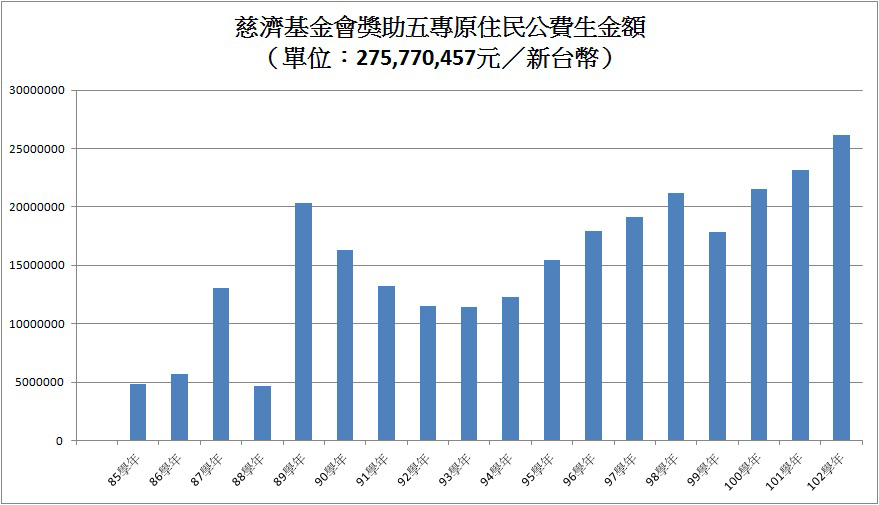 慈濟基金會獎助五專原住民公費生金額
（單位：275,770,457元／新台幣）
30000000
25000000
20000000
15000000
10000000
5000000
0
85學年
86學年
87學年
88學年
89學年
90學年
91學年
92學年
93學年
94學年
95學年
96學年
97學年
98學年
99學年
100學年
101學年
102學年